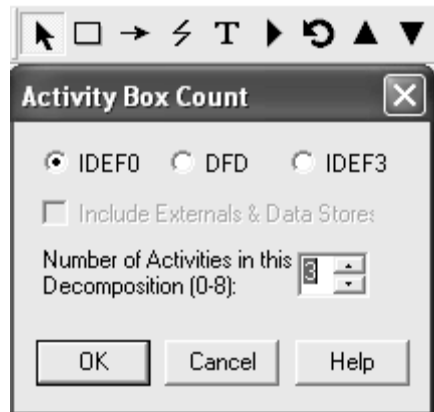 T
Activity Box Count
IDEF0 DFD IDEF3
Include Externals & Data Stores
Number of Activities in this
Decomposition (0-8):
3
OK Cancel Help